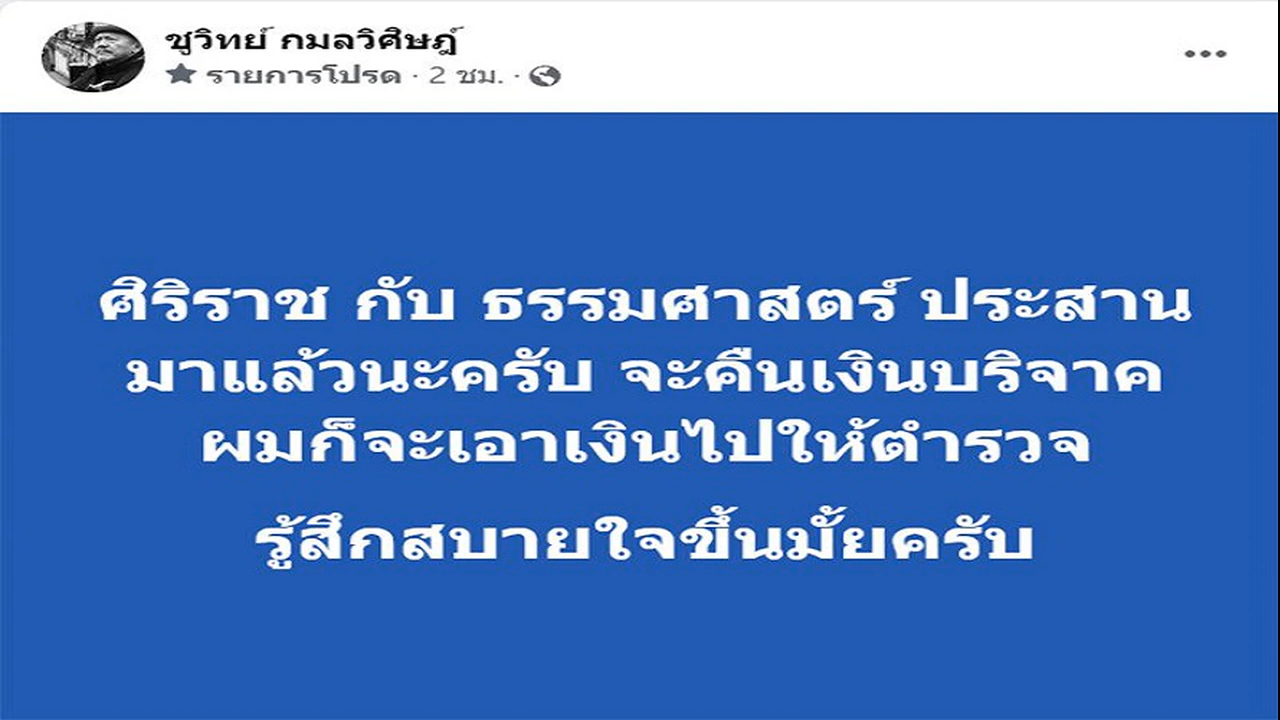 ชูวิทย์ กมลวิศิษฎ์
รายการโปรด · 2 ชม. ·
ศิริราช กับ ธรรมศาสตร์ ประสาน
มาแล้วนะครับ จะคืนเงินบริจาค
ผมก็จะเอาเงินไปให้ตำรวจ
รู้สึกสบายใจขึ้นมั้ยครับ